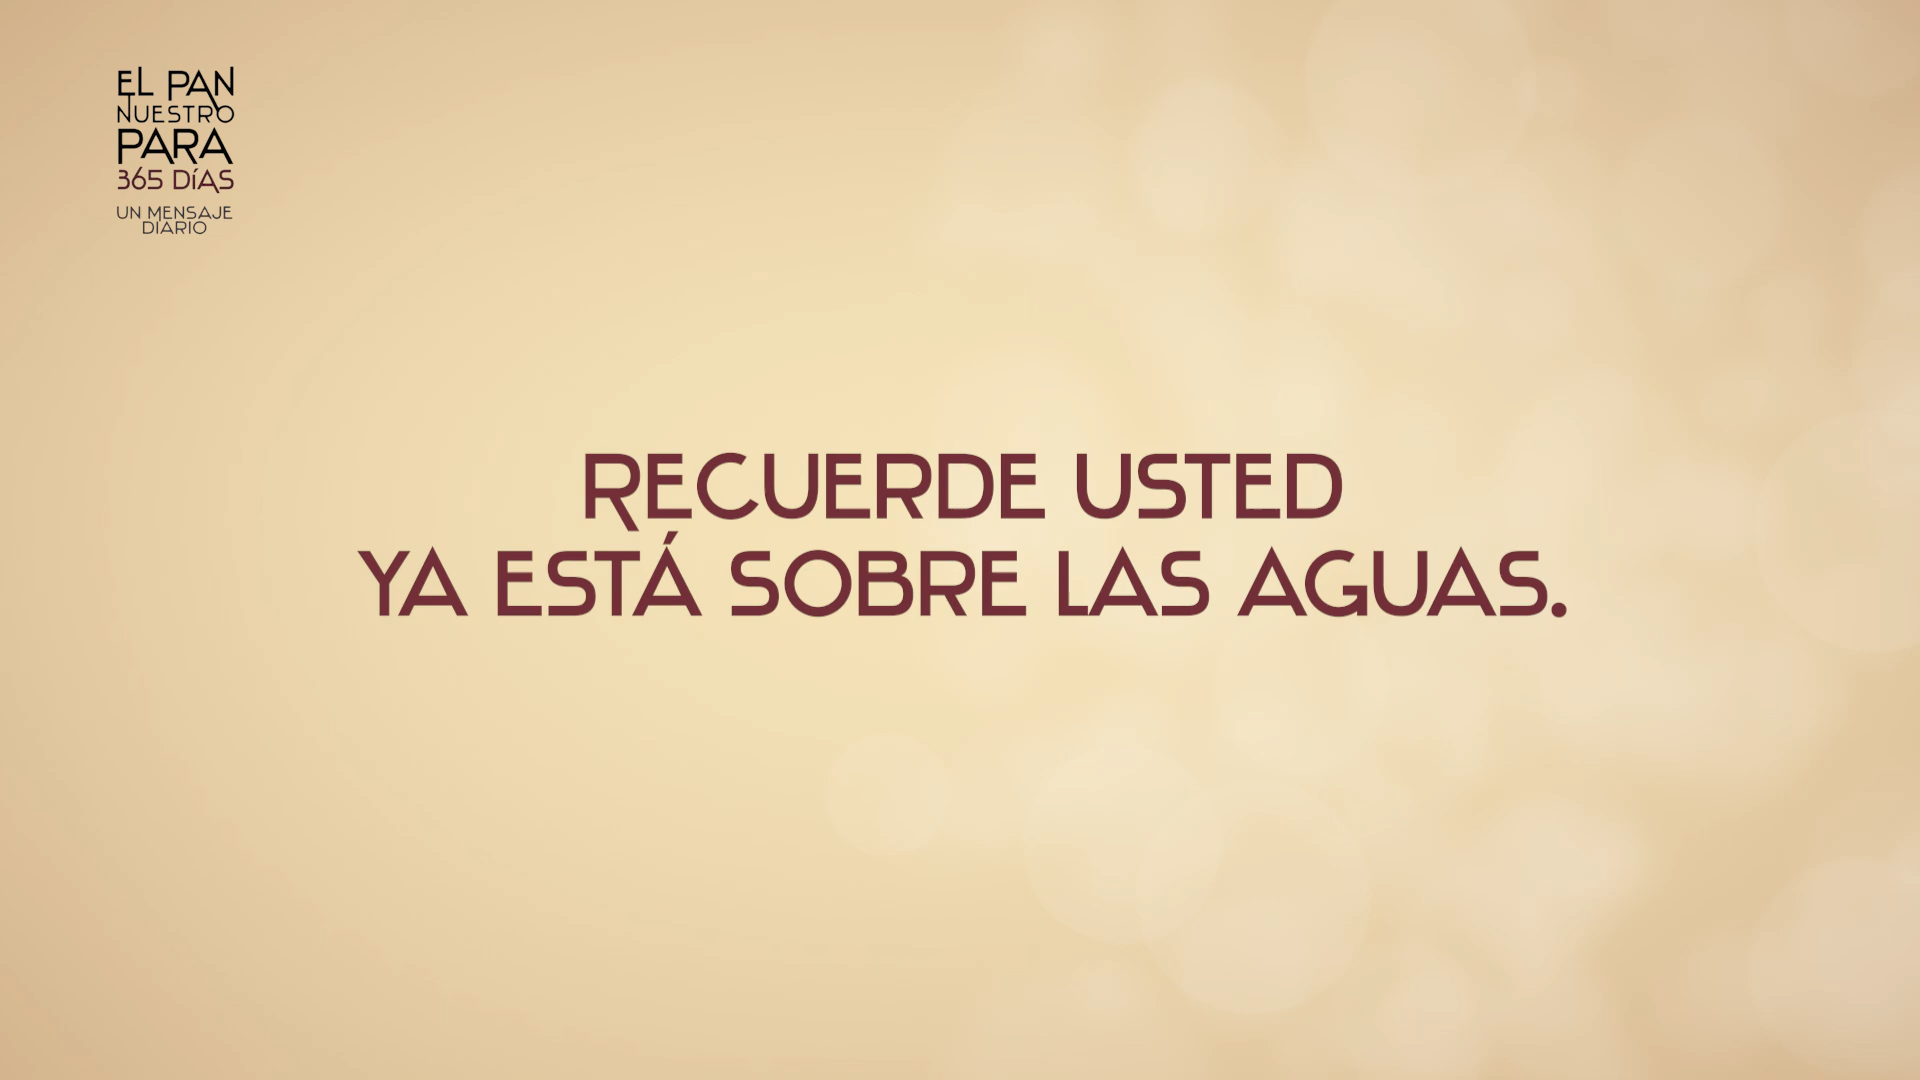 EL PAN
NUESTRO
PARA
365 DÍAS
UN MENSAJE
DIARIO
RECUERDE USTED
YA ESTÁ SOBRE LAS AGUAS.